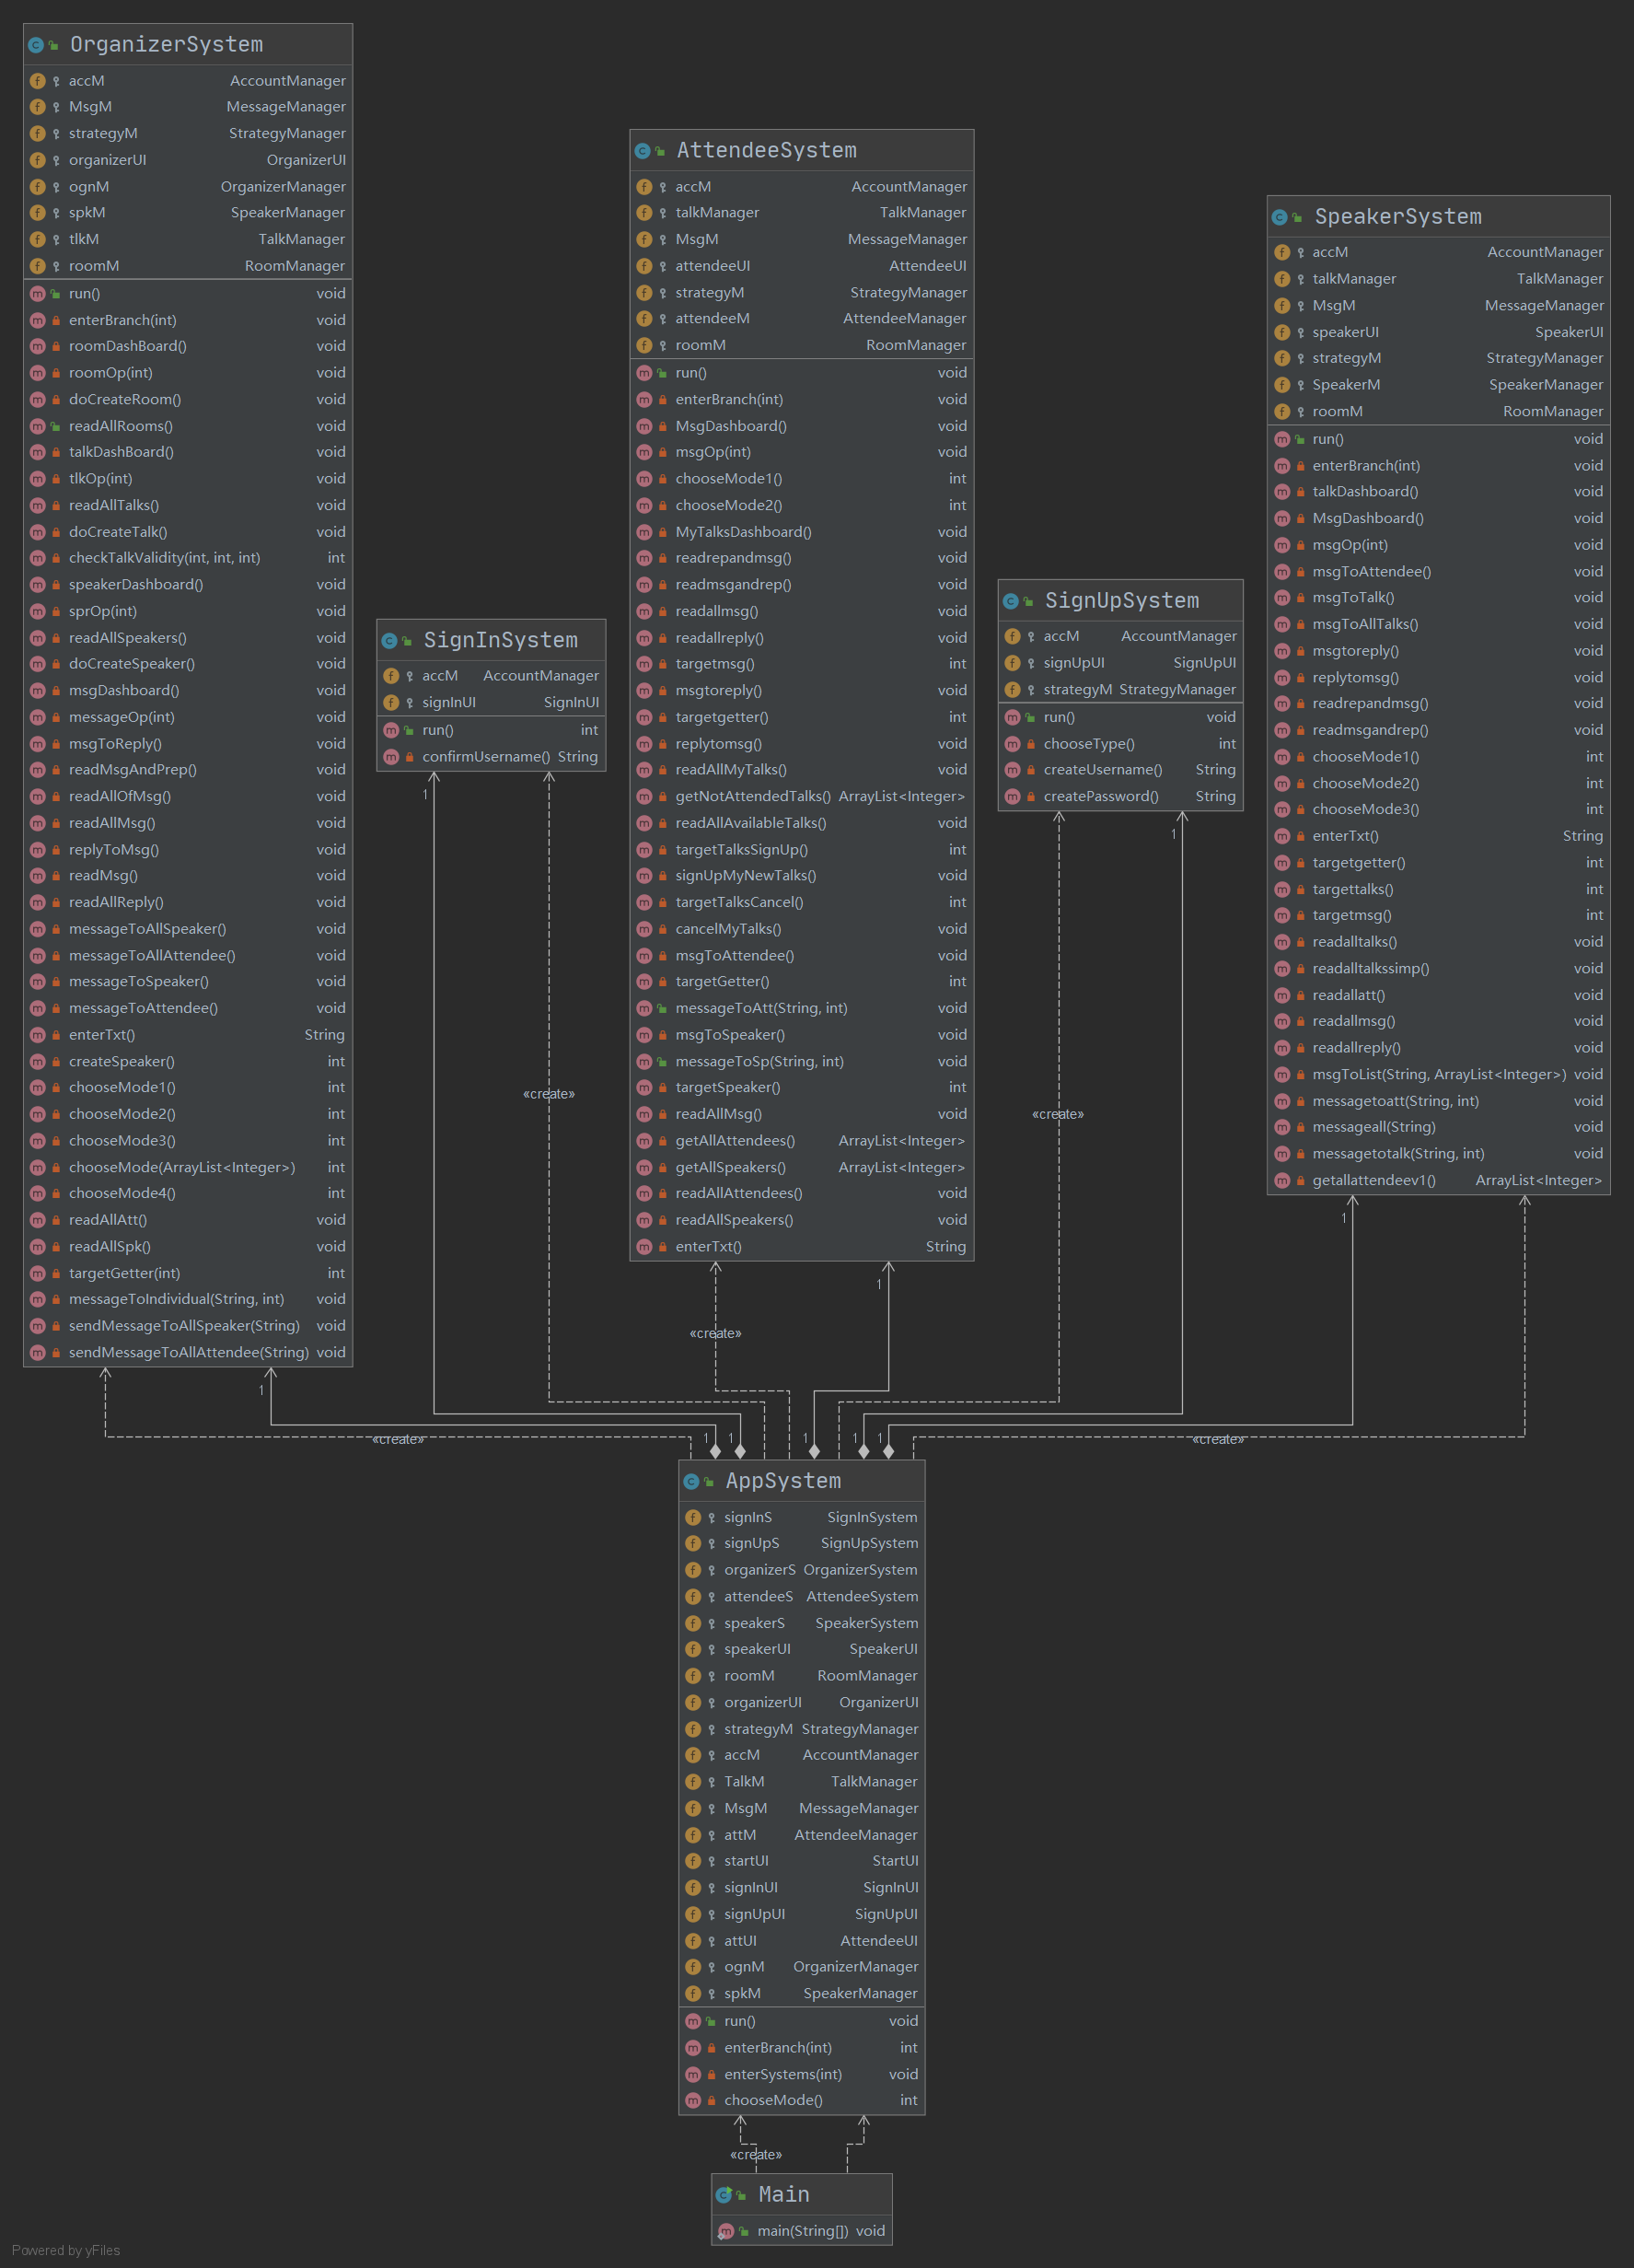 OrganizerSystem
accM AccountManager
MsgM MessageManager
strategyM StrategyManager
organizerUI OrganizerUI
ognM OrganizerManager
spkM SpeakerManager
tlkM TalkManager
roomM RoomManager
run() void
enterBranch(int) void
roomDashBoard() void
roomOp(int) void
doCreateRoom() void
readAllRooms() void
talkDashBoard() void
tlkOp(int) void
readAllTalks() void
doCreateTalk() void
checkTalkValidity(int, int, int) int
speakerDashboard() void
sprOp(int) void
readAllSpeakers() void
doCreateSpeaker() void
msgDashboard() void
messageOp(int) void
msgToReply() void
readMsgAndPrep() void
readAllOfMsg() void
readAllMsg() void
replyToMsg() void
readMsg() void
readAllReply() void
messageToAllSpeaker() void
messageToAllAttendee() void
messageToSpeaker() void
messageToAttendee() void
enterTxt() String
createSpeaker() int
chooseMode1() int
chooseMode2() int
chooseMode3() int
chooseMode(ArrayList<Integer>) int
chooseMode4() int
readAllAtt() void
readAllSpk() void
targetGetter(int) int
messageToIndividual(String, int) void
sendMessageToAllSpeaker(String) void
sendMessageToAllAttendee(String) void
SignInSystem
accM AccountManager
signInUI SignInUI
run() int
confirmUsername() String
AttendeeSystem
accM AccountManager
talkManager TalkManager
MsgM MessageManager
attendeeUI AttendeeUI
strategyM StrategyManager
attendeeM AttendeeManager
roomM RoomManager
run() void
enterBranch(int) void
MsgDashboard() void
msgOp(int) void
chooseMode1() int
chooseMode2() int
MyTalksDashboard() void
readrepandmsg() void
readmsgandrep() void
readallmsg() void
readallreply() void
targetmsg() int
msgtoreply() void
targetgetter() int
replytomsg() void
readAllMyTalks() void
getNotAttendedTalks() ArrayList<Integer>
readAllAvailableTalks() void
targetTalksSignUp() int
signUpMyNewTalks() void
targetTalksCancel() int
cancelMyTalks() void
msgToAttendee() void
targetGetter() int
messageToAtt(String, int) void
msgToSpeaker() void
messageToSp(String, int) void
targetSpeaker() int
readAllMsg() void
getAllAttendees() ArrayList<Integer>
getAllSpeakers() ArrayList<Integer>
readAllAttendees() void
readAllSpeakers() void
enterTxt() String
SignUpSystem
accM AccountManager
signUpUI SignUpUI
strategyM StrategyManager
run() void
chooseType() int
createUsername() String
createPassword() String
SpeakerSystem
accM AccountManager
talkManager TalkManager
MsgM MessageManager
speakerUI SpeakerUI
strategyM StrategyManager
SpeakerM SpeakerManager
roomM RoomManager
run() void
enterBranch(int) void
talkDashboard() void
MsgDashboard() void
msgOp(int) void
msgToAttendee() void
msgToTalk() void
msgToAllTalks() void
msgtoreply() void
replytomsg() void
readrepandmsg() void
readmsgandrep() void
chooseMode1() int
chooseMode2() int
chooseMode3() int
enterTxt() String
targetgetter() int
targettalks() int
targetmsg() int
readalltalks() void
readalltalkssimp() void
readallatt() void
readallmsg() void
readallreply() void
msgToList(String, ArrayList<Integer>) void
messagetoatt(String, int) void
messageall(String) void
messagetotalk(String, int) void
getallattendeev1() ArrayList<Integer>
1
1
«create»
«create»
1
1
«create»
1
«create»
1 1 1 1 1
«create»
AppSystem
signInS SignInSystem
signUpS SignUpSystem
organizerS OrganizerSystem
attendeeS AttendeeSystem
speakerS SpeakerSystem
speakerUI SpeakerUI
roomM RoomManager
organizerUI OrganizerUI
strategyM StrategyManager
accM AccountManager
TalkM TalkManager
MsgM MessageManager
attM AttendeeManager
startUI StartUI
signInUI SignInUI
signUpUI SignUpUI
attUI AttendeeUI
ognM OrganizerManager
spkM SpeakerManager
run() void
enterBranch(int) int
enterSystems(int) void
chooseMode() int
«create»
Main
main(String[]) void
Powered by yFiles